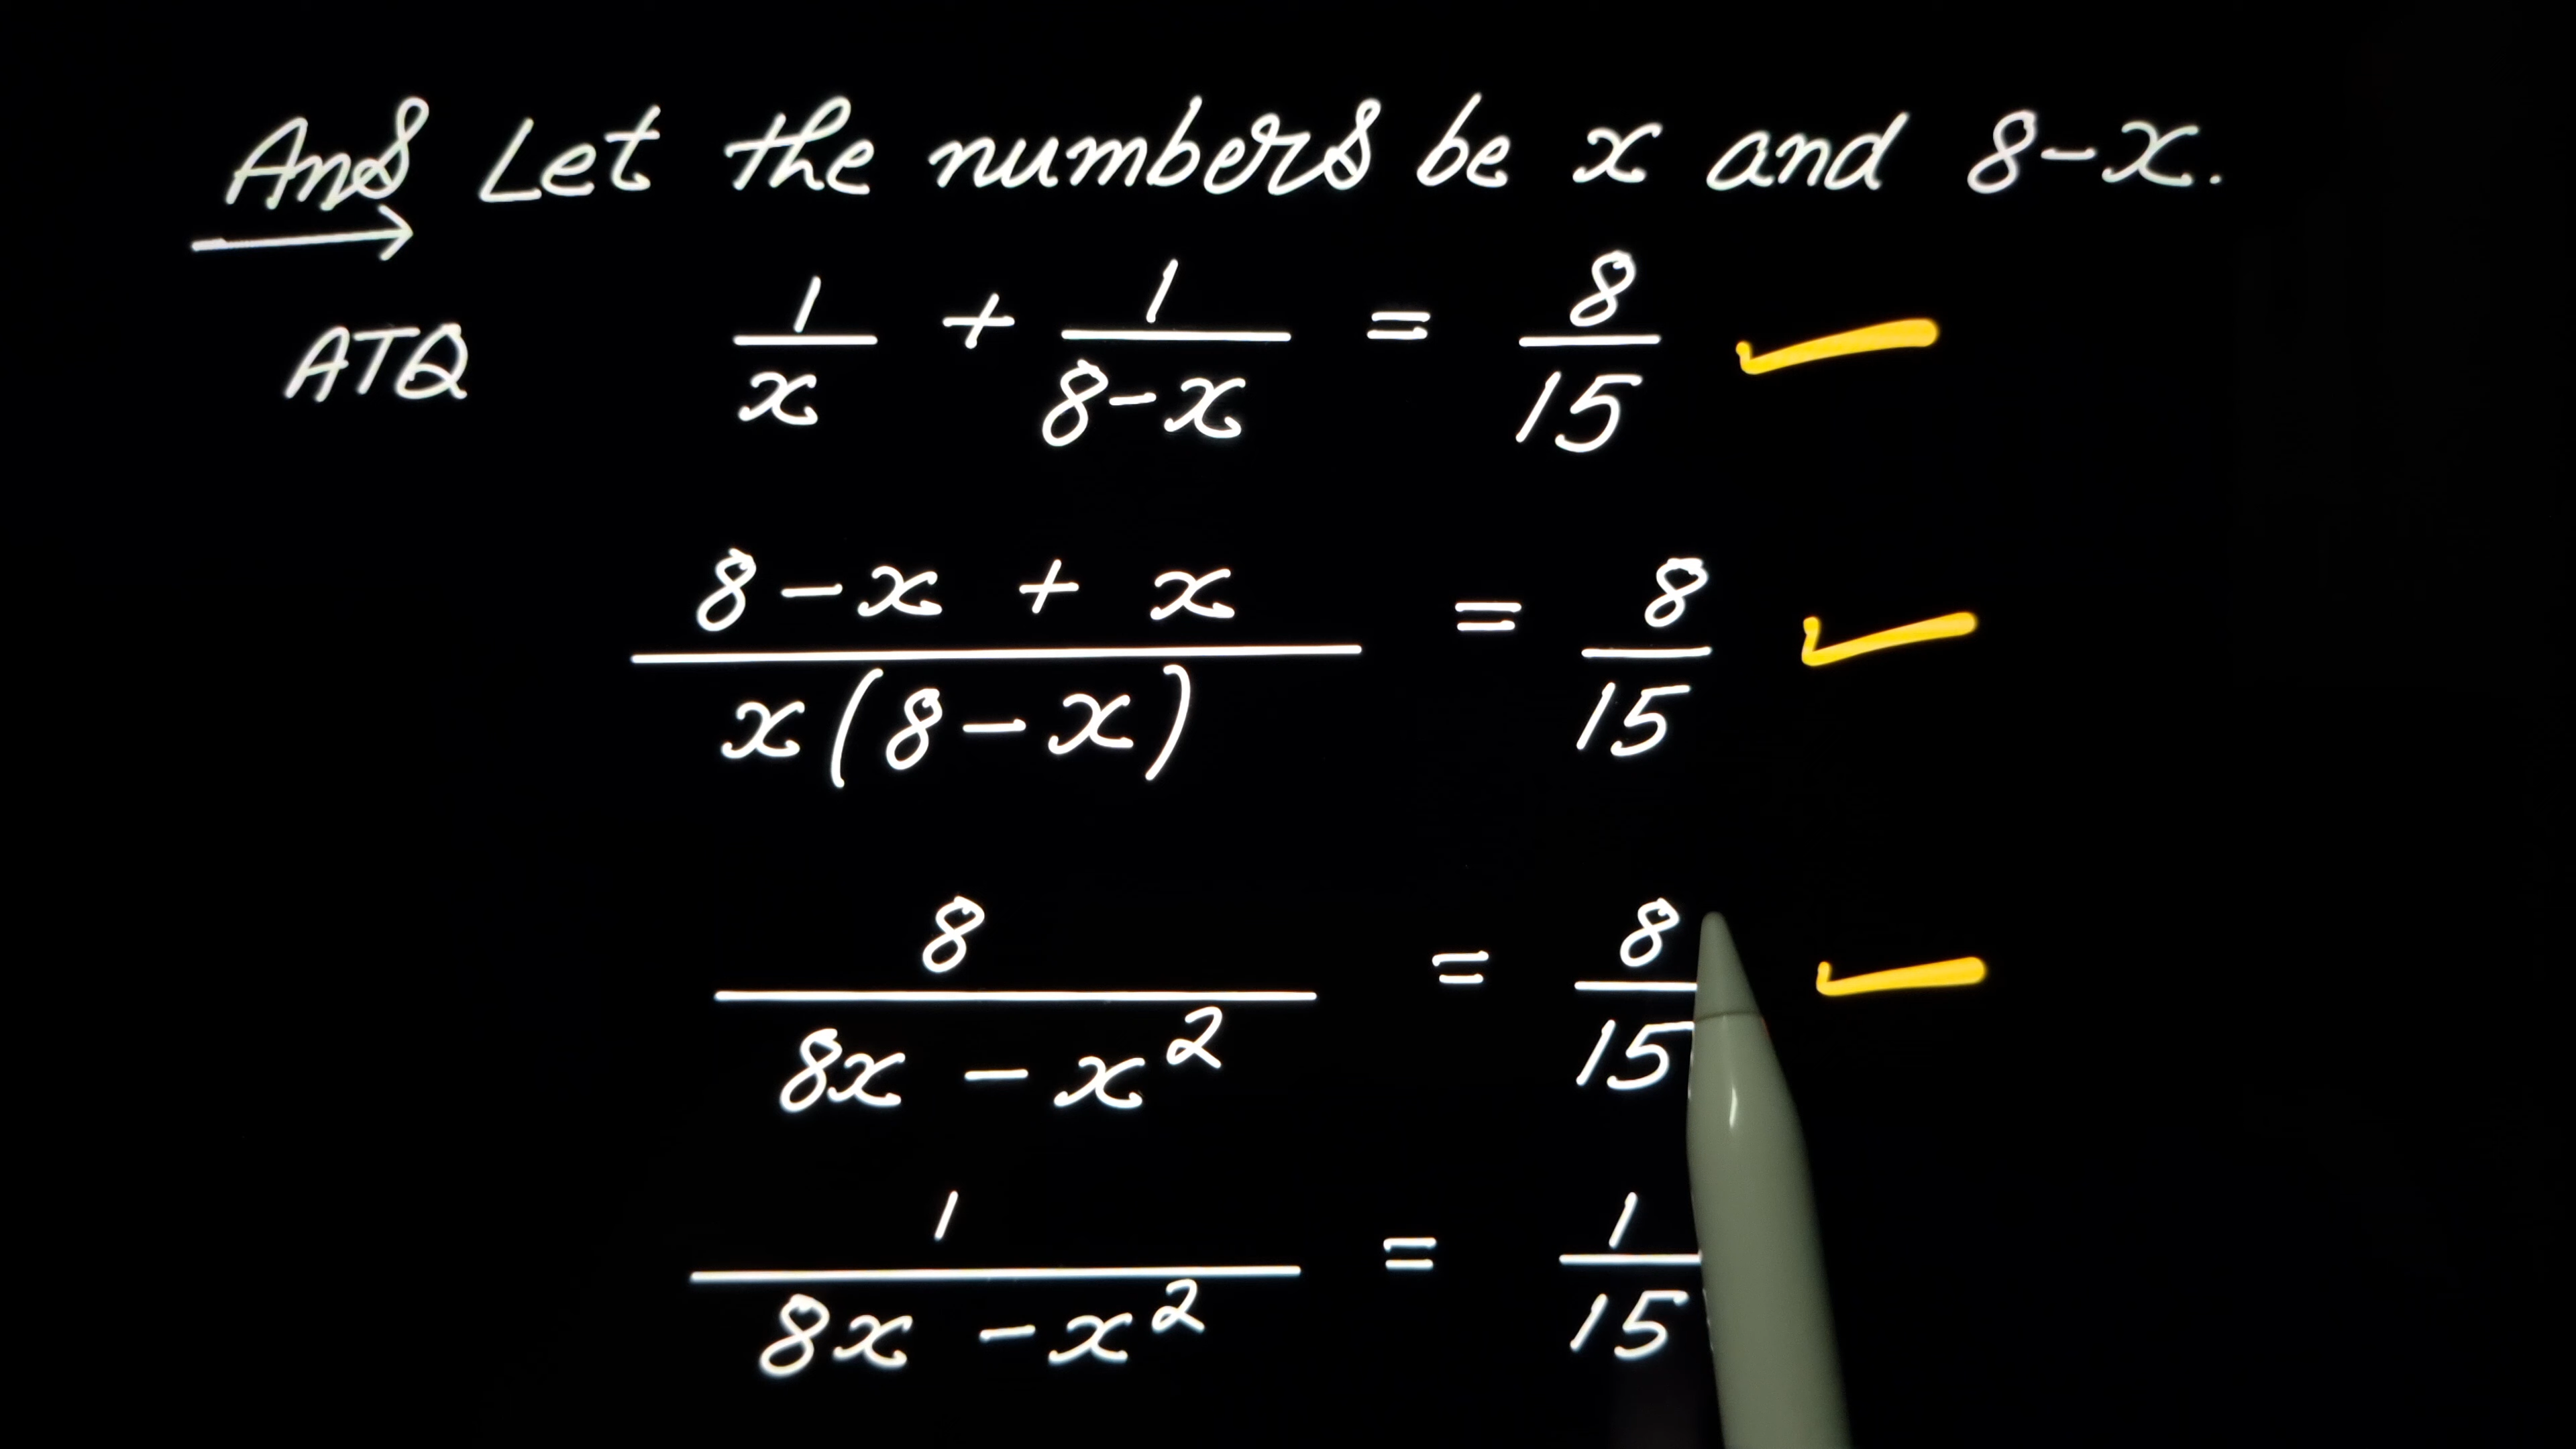 Ans Let the numbers be x and 8-x.
ATQ 1/x + 1/(8-x) = 8/15
(8-x + x)/(x(8-x)) = 8/15
8/(8x - x²) = 8/15
1/(8x - x²) = 1/15